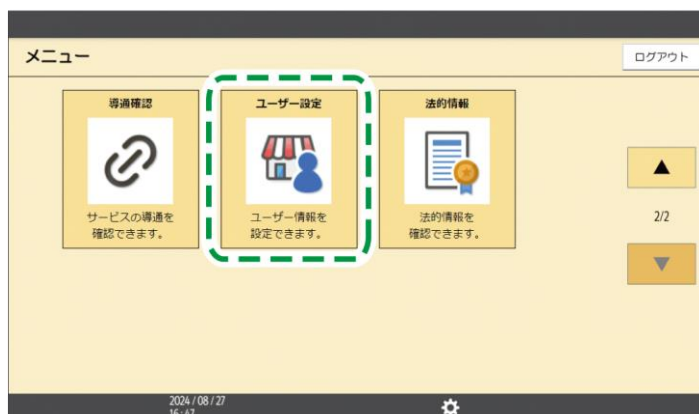 メニュー
ログアウト
導通確認
ユーザー設定
法的情報
サービスの導通を
確認できます。
ユーザー情報を
設定できます。
法的情報を
確認できます。
▲
2/2
▼
2024 / 08 / 27
16:47